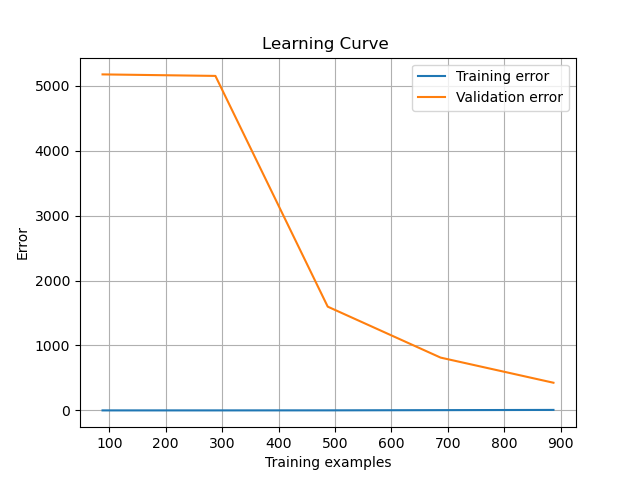 Learning Curve
Training error
Validation error
5000
4000
3000
2000
1000
0
Error
100 200 300 400 500 600 700 800 900
Training examples